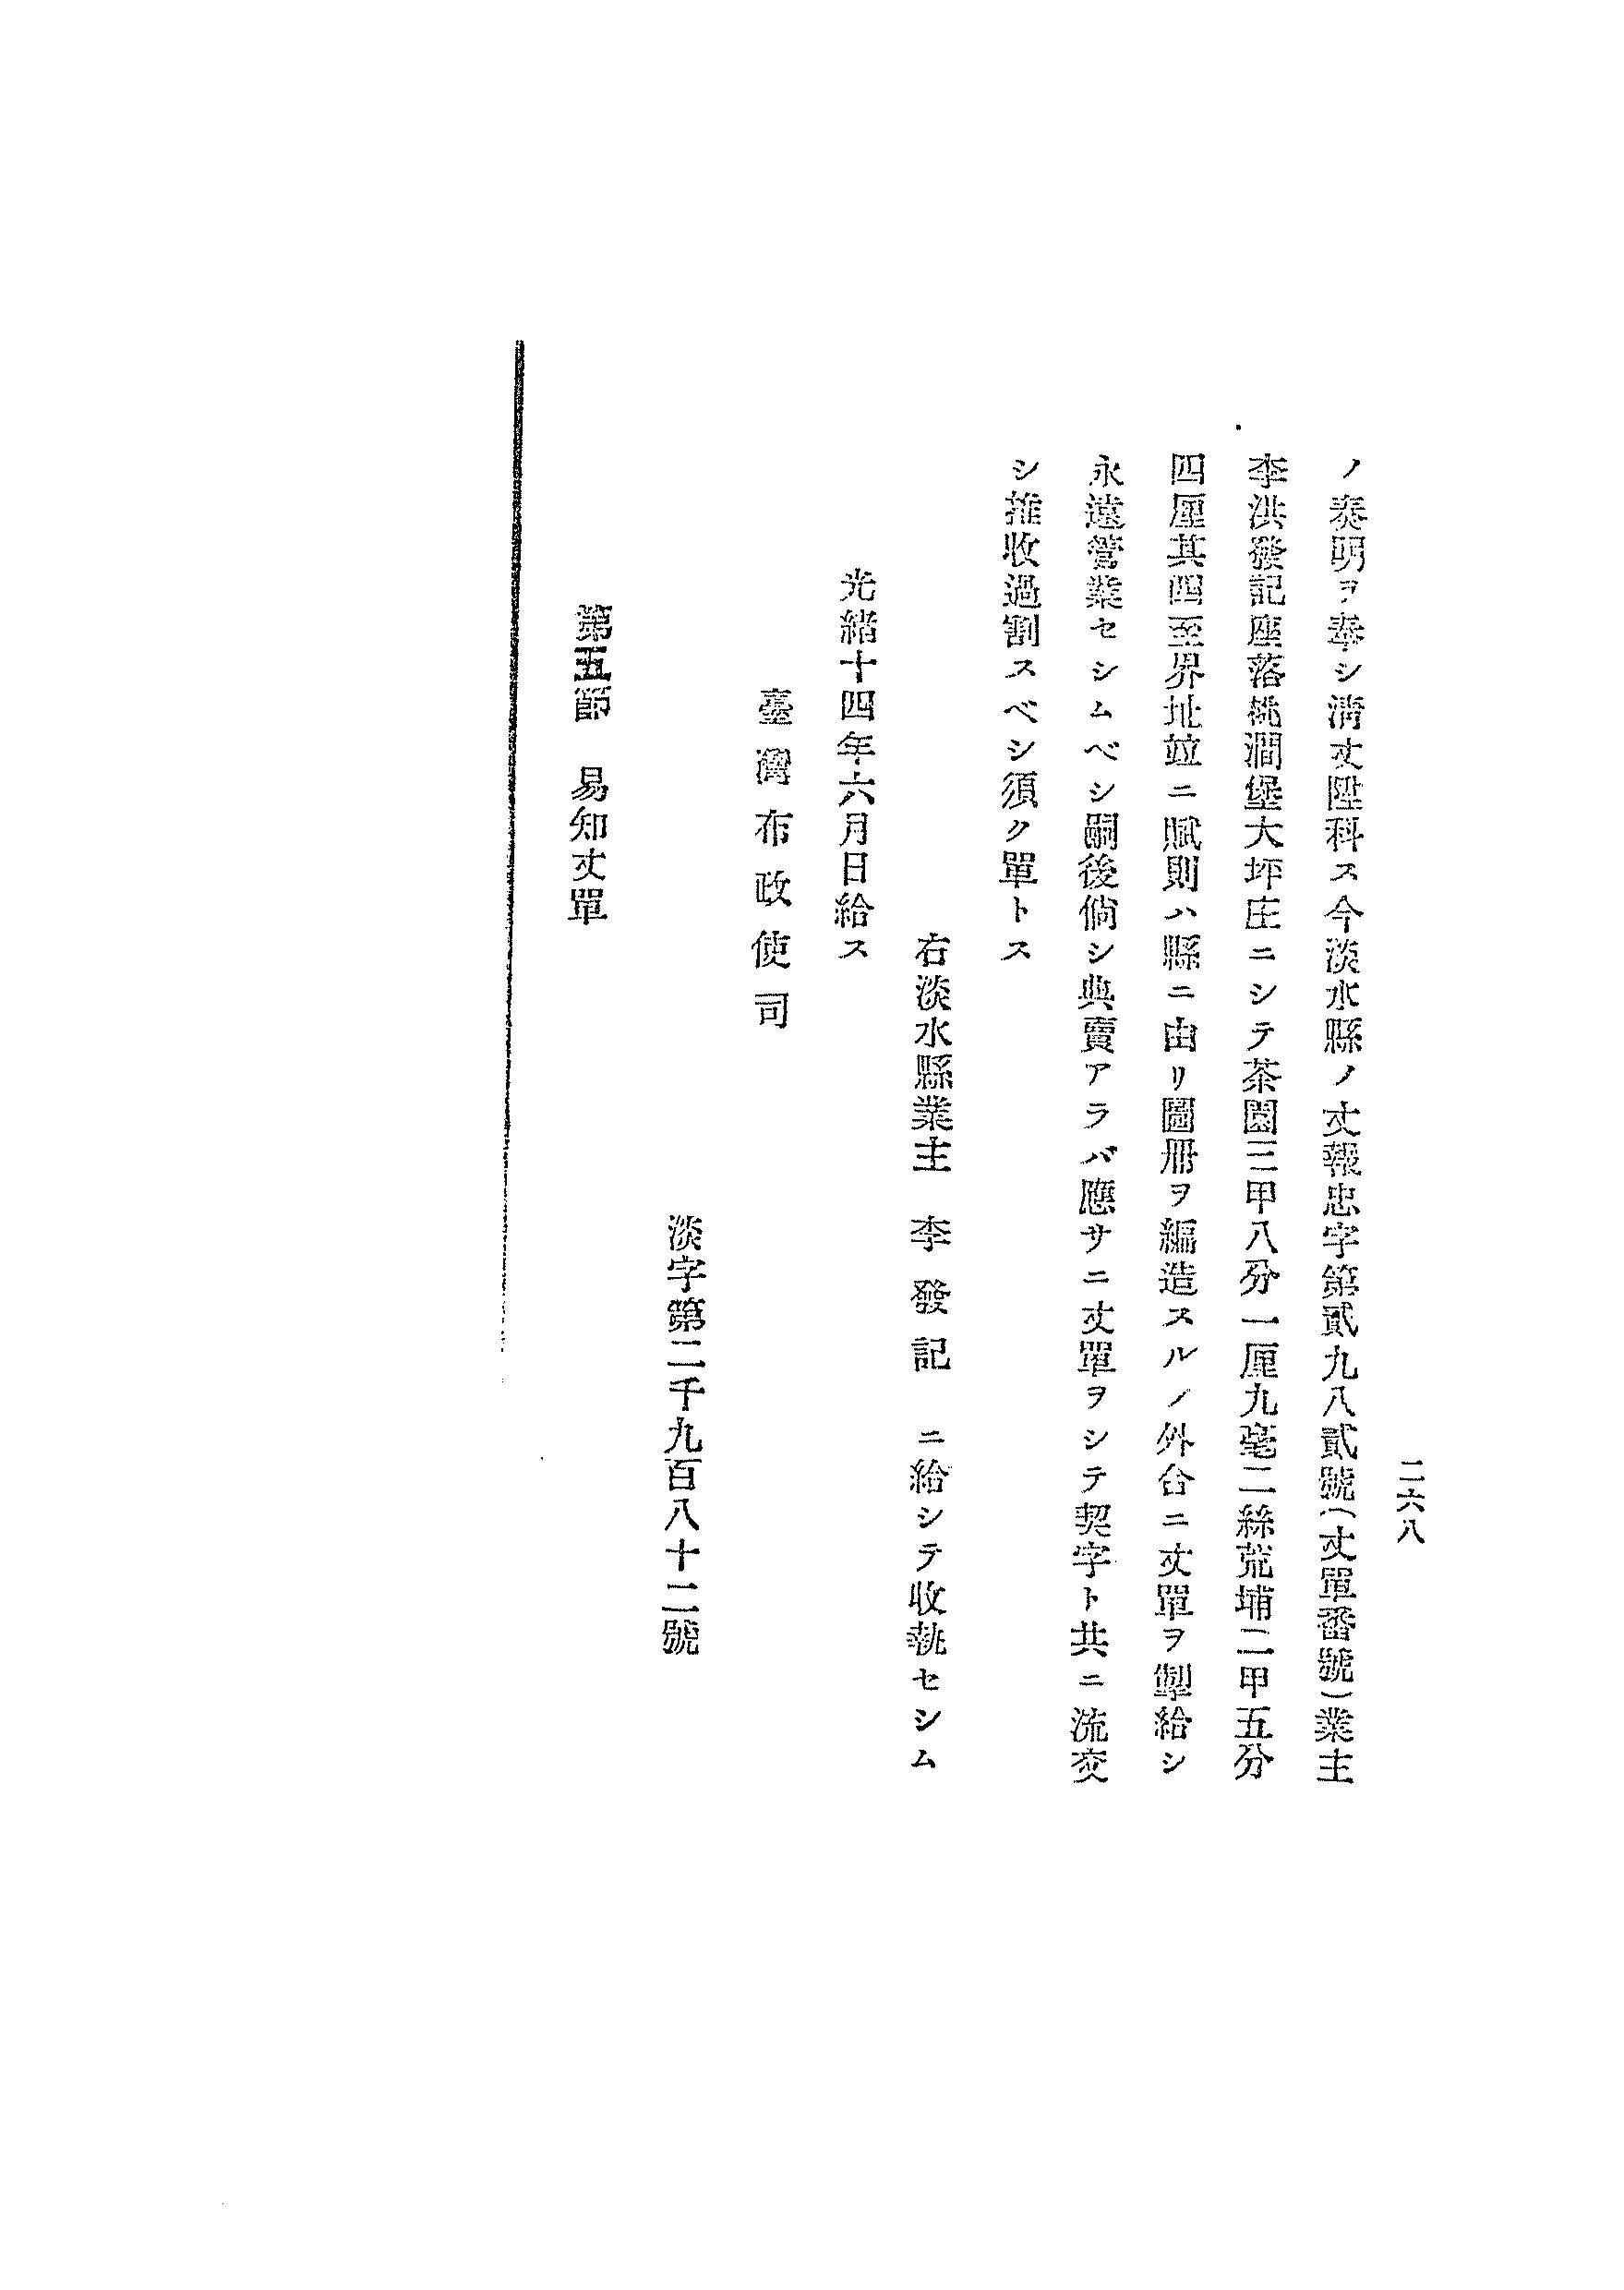 二六八
ノ奏明ヲ奉シ淸丈陞科ス今淡水縣ノ丈報忠字第貳九八貳號(丈單番號)業主
李洪發記座落桃澗堡大坪庄ニシテ茶園三甲八分一厘九毫二絲荒埔二甲五分
四厘其四至界址竝ニ賦則ハ縣ニ由リ圖册ヲ編造スルノ外合ニ丈單ヲ掣給シ
永遠管業セシムベシ嗣後倘シ典賣アラバ應サニ丈單ヲシテ契字ト共ニ流交
シ推收過割スベシ須ク單トス
右淡水縣業主 李發記 ニ給シテ收執セシム
光緖十四年六月日給ス
臺灣布政使司
淡字第二千九百八十二號
第五節 易知丈單